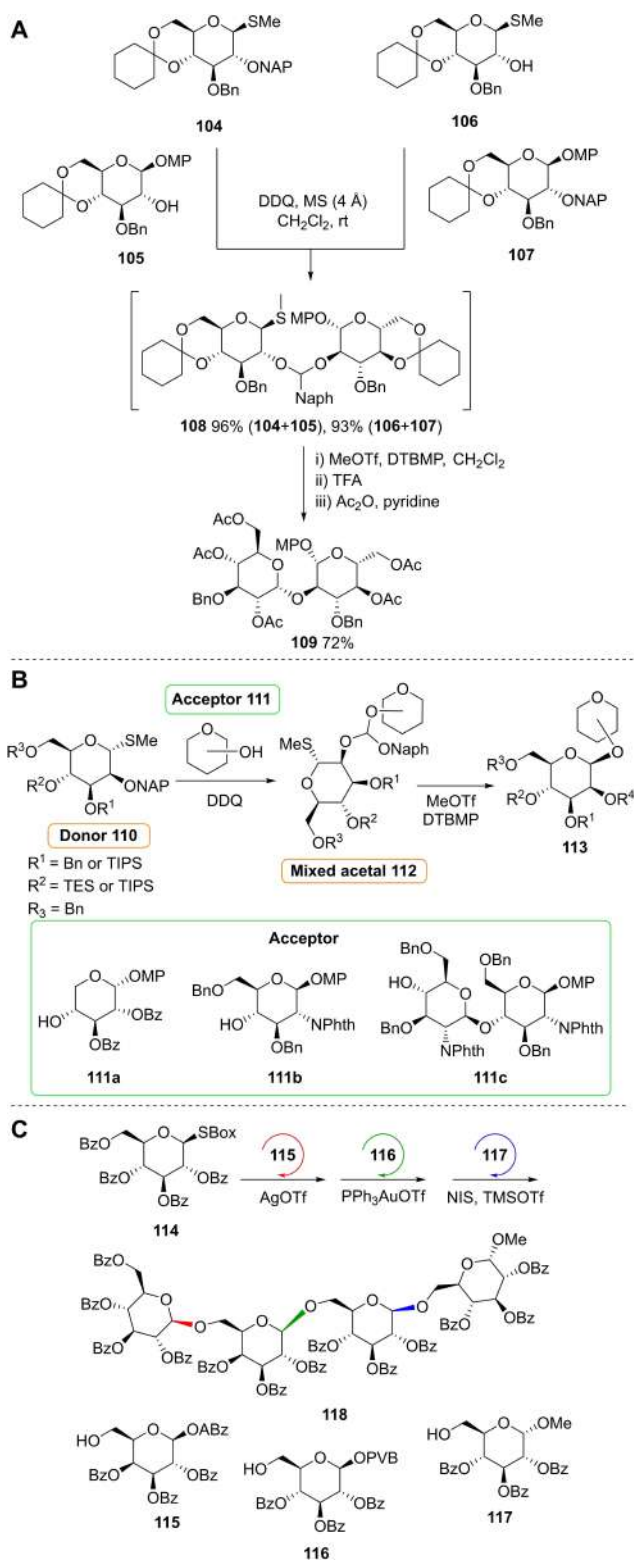 A
O
O
SMe
O
O
ONAP
OBn
104
O
O
SMe
O
O
OH
OBn
106
O
O
OMP
O
O
OH
OBn
105
DDQ, MS (4 Å)
CH2Cl2, rt
O
O
OMP
O
O
ONAP
OBn
107
O
O
S
MPO
O
O
O
O
O
O
OBn
Naph
OBn
108 96% (104+105), 93% (106+107)
i) MeOTf, DTBMP, CH2Cl2
ii) TFA
iii) Ac2O, pyridine
AcO
AcO
O
MPO
O
OAc
BnO
O
OAc
OAc
OBn
109 72%
B
Acceptor 111
R³O
O
SMe
R²O
ONAP
OR¹
O
OH
DDQ
O
O
MeS
O
ONaph
OR¹
O
OR²
OR³
MeOTf
DTBMP
O
R³O
O
O
R²O
OR⁴
OR¹
113
Donor 110
R¹ = Bn or TIPS
R² = TES or TIPS
R3 = Bn
Mixed acetal 112
Acceptor
O
OMP
HO
OBz
OBz
111a
BnO
O
OMP
HO
NPhth
OBn
111b
BnO
OBn
HO
O
O
OMP
BnO
O
NPhth
NPhth
OBn
111c
C
BzO
O
SBox
BzO
OBz
OBz
114
115
AgOTf
116
PPh3AuOTf
117
NIS, TMSOTf
BzO
BzO
O
BzO
O
OBz
OBz
O
BzO
OBz
OBz
O
O
BzO
OBz
OBz
O
OMe
O
OBz
BzO
OBz
118
HO
O
OABz
BzO
OBz
OBz
115
HO
O
OPVB
BzO
OBz
OBz
116
HO
O
OMe
BzO
OBz
OBz
117